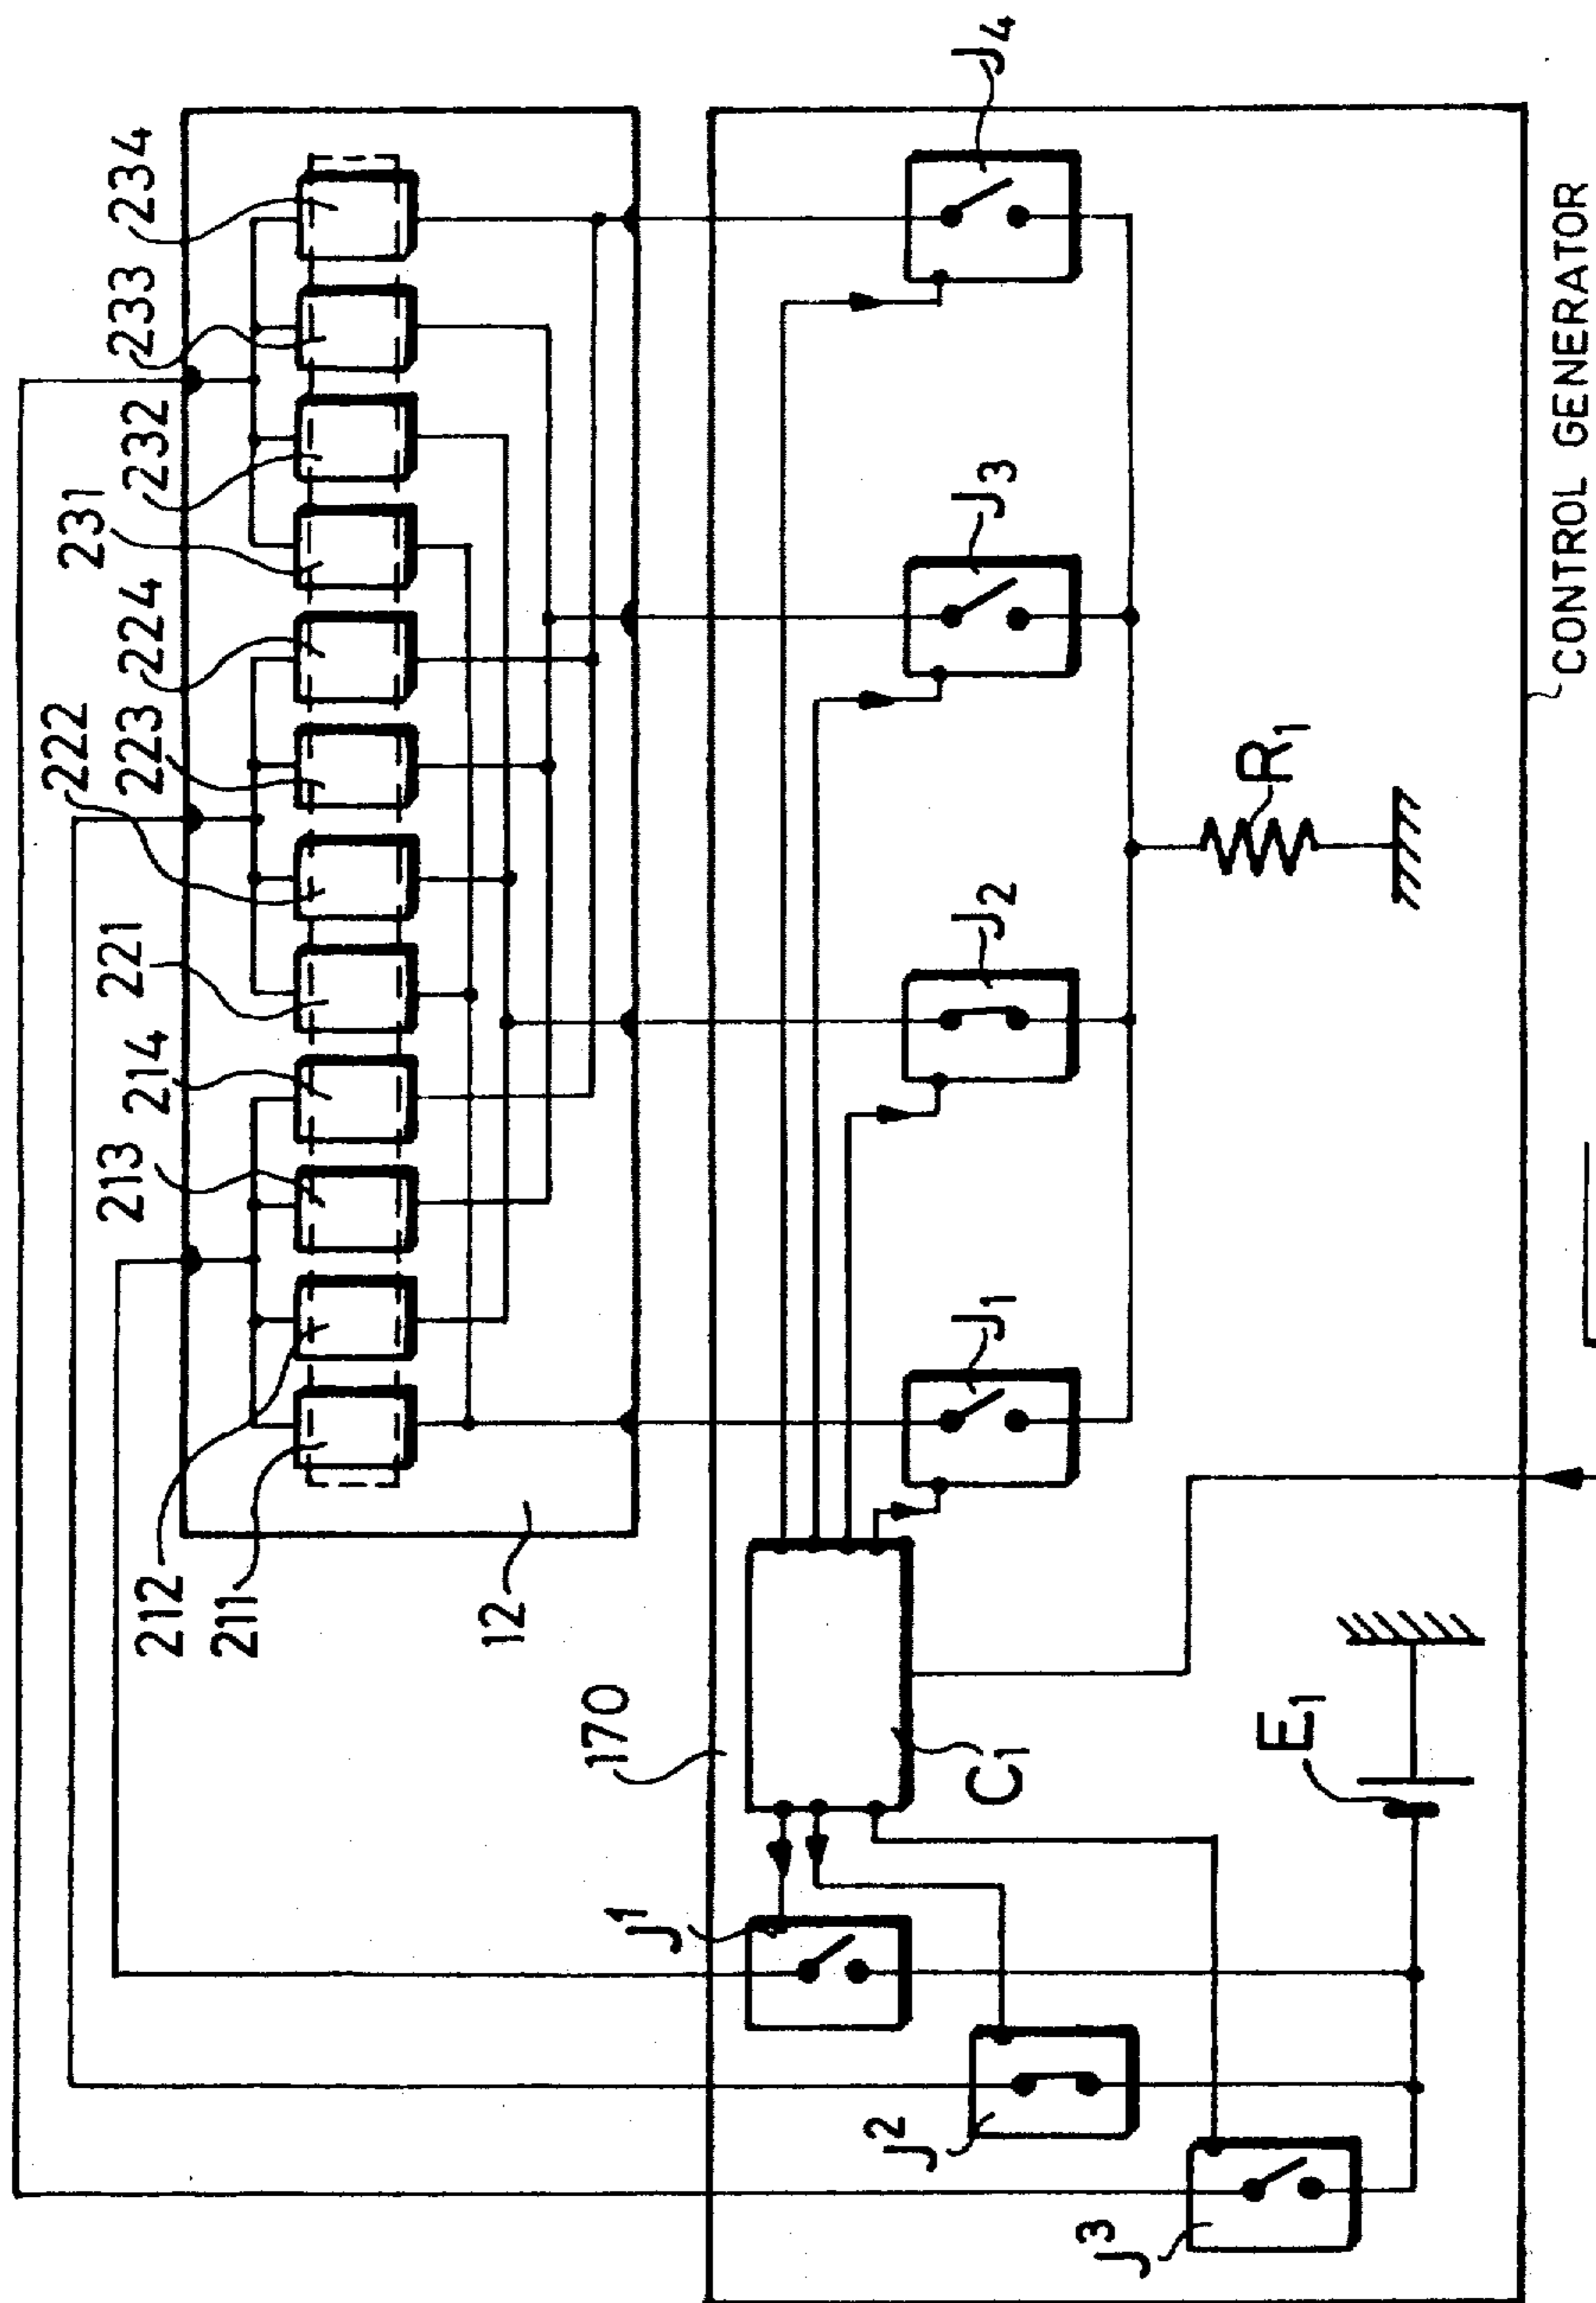 234
233
232
231
224
223
222
221
214
213
212
211
12
170
J₄
J₃
J₂
J₁
R₁
C₁
E₁
J¹
J²
J³
CONTROL GENERATOR